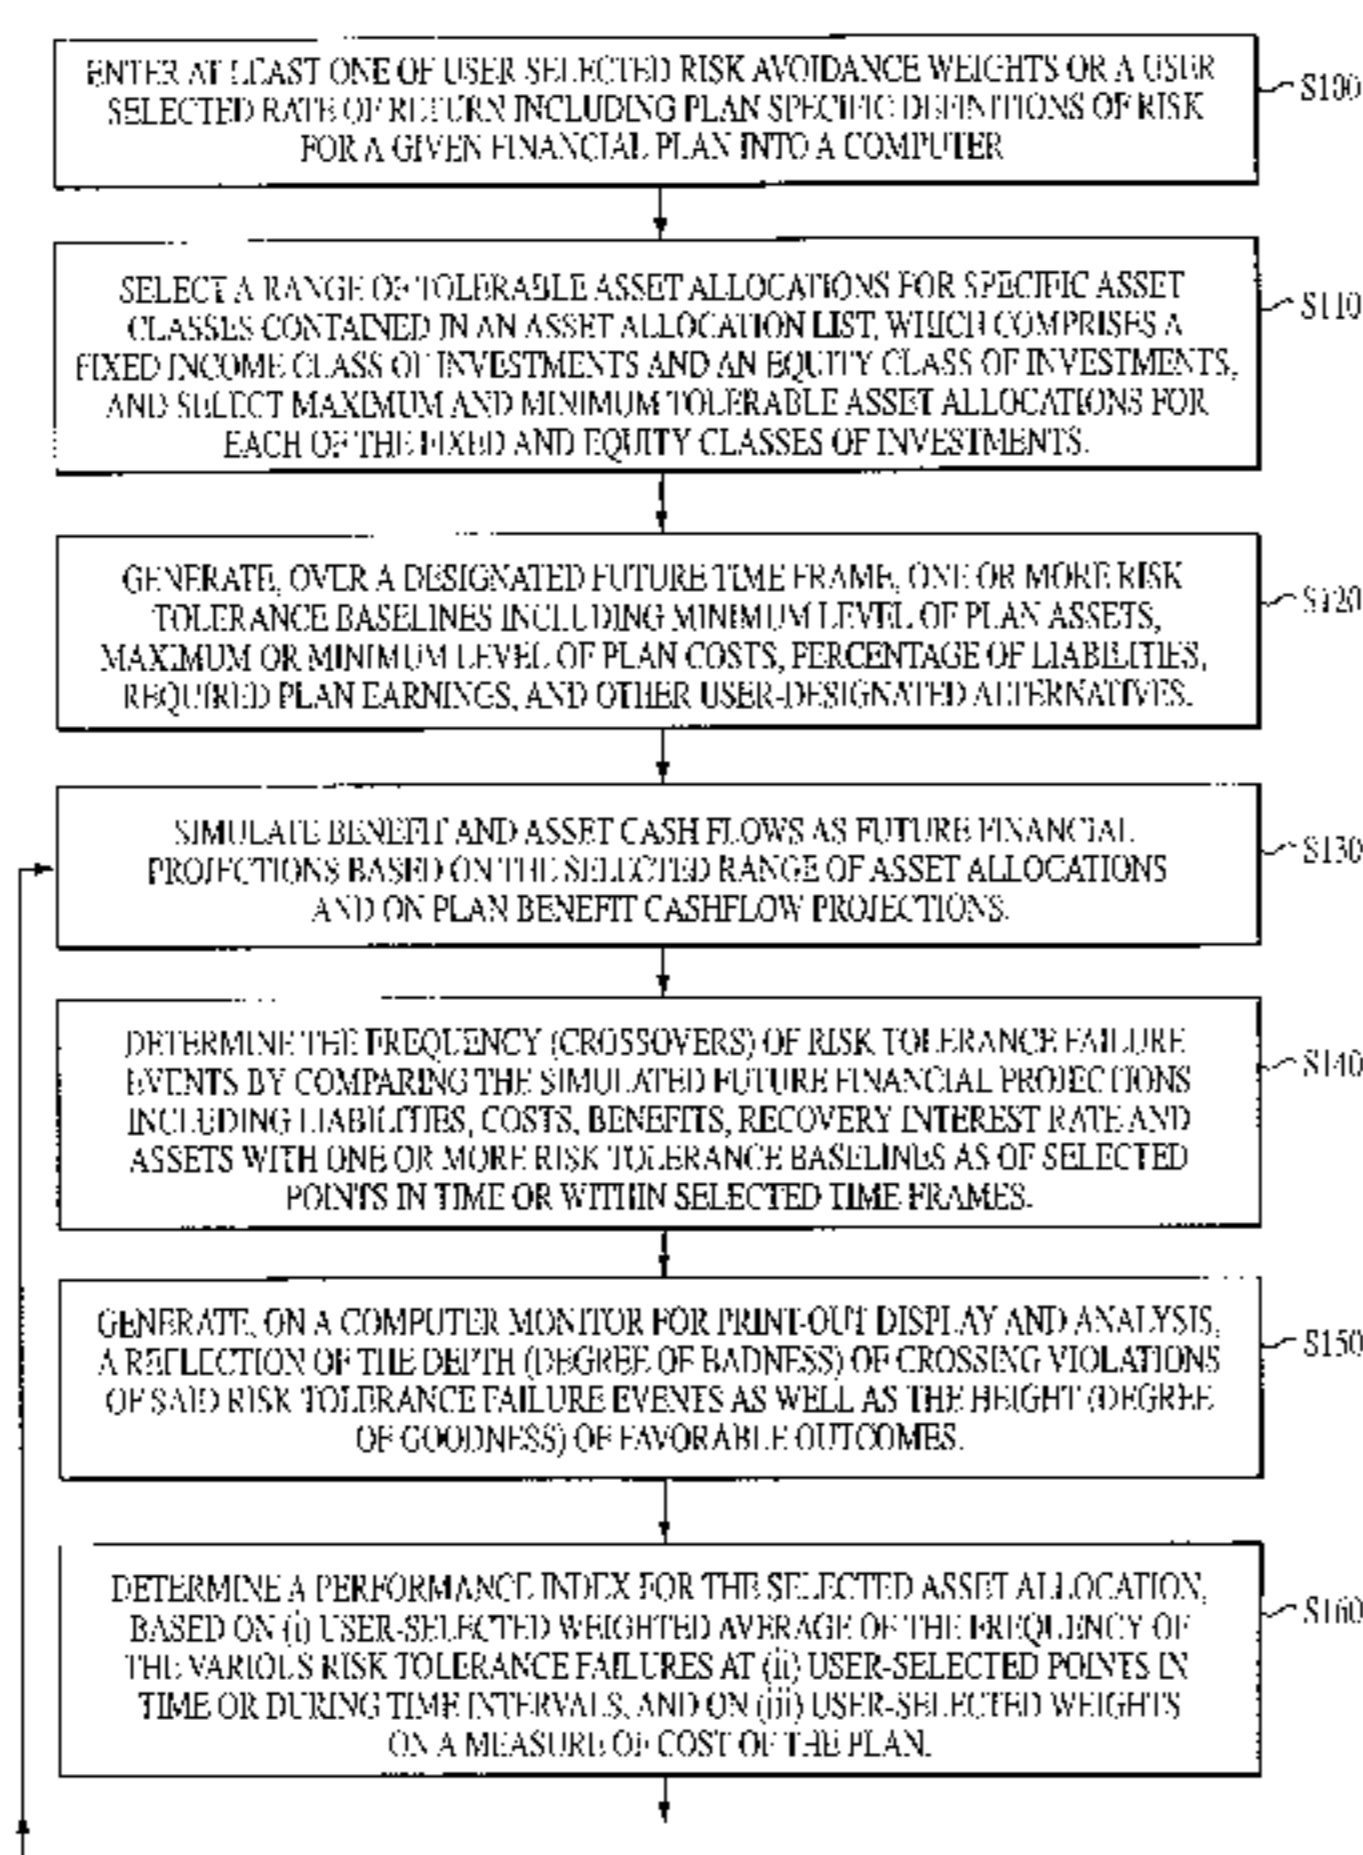 ENTER AT LEAST ONE OF USER SELECTED RISK AVOIDANCE WEIGHTS OR A USER
SELECTED RATE OF RETURN INCLUDING PLAN SPECIFIC DEFINITIONS OF RISK
FOR A GIVEN FINANCIAL PLAN INTO A COMPUTER
S100
SELECT A RANGE OF TOLERABLE ASSET ALLOCATIONS FOR SPECIFIC ASSET
CLASSES CONTAINED IN AN ASSET ALLOCATION LIST, WHICH COMPRISES A
FIXED INCOME CLASS OF INVESTMENTS AND AN EQUITY CLASS OF INVESTMENTS,
AND SELECT MAXIMUM AND MINIMUM TOLERABLE ASSET ALLOCATIONS FOR
EACH OF THE FIXED AND EQUITY CLASSES OF INVESTMENTS.
S110
GENERATE, OVER A DESIGNATED FUTURE TIME FRAME, ONE OR MORE RISK
TOLERANCE BASELINES INCLUDING MINIMUM LEVEL OF PLAN ASSETS,
MAXIMUM OR MINIMUM LEVEL OF PLAN COSTS, PERCENTAGE OF LIABILITIES,
REQUIRED PLAN EARNINGS, AND OTHER USER-DESIGNATED ALTERNATIVES.
S120
SIMULATE BENEFIT AND ASSET CASH FLOWS AS FUTURE FINANCIAL
PROJECTIONS BASED ON THE SELECTED RANGE OF ASSET ALLOCATIONS
AND ON PLAN BENEFIT CASHFLOW PROJECTIONS.
S130
DETERMINE THE FREQUENCY (CROSSOVERS) OF RISK TOLERANCE FAILURE
EVENTS BY COMPARING THE SIMULATED FUTURE FINANCIAL PROJECTIONS
INCLUDING LIABILITIES, COSTS, BENEFITS, RECOVERY INTEREST RATE AND
ASSETS WITH ONE OR MORE RISK TOLERANCE BASELINES AS OF SELECTED
POINTS IN TIME OR WITHIN SELECTED TIME FRAMES.
S140
GENERATE, ON A COMPUTER MONITOR FOR PRINT-OUT DISPLAY AND ANALYSIS,
A REFLECTION OF THE DEPTH (DEGREE OF BADNESS) OF CROSSING VIOLATIONS
OF SAID RISK TOLERANCE FAILURE EVENTS AS WELL AS THE HEIGHT (DEGREE
OF GOODNESS) OF FAVORABLE OUTCOMES.
S150
DETERMINE A PERFORMANCE INDEX FOR THE SELECTED ASSET ALLOCATION,
BASED ON (i) USER-SELECTED WEIGHTED AVERAGE OF THE FREQUENCY OF
THE VARIOUS RISK TOLERANCE FAILURES AT (ii) USER-SELECTED POINTS IN
TIME OR DURING TIME INTERVALS, AND ON (iii) USER-SELECTED WEIGHTS
ON A MEASURE OF COST OF THE PLAN.
S160